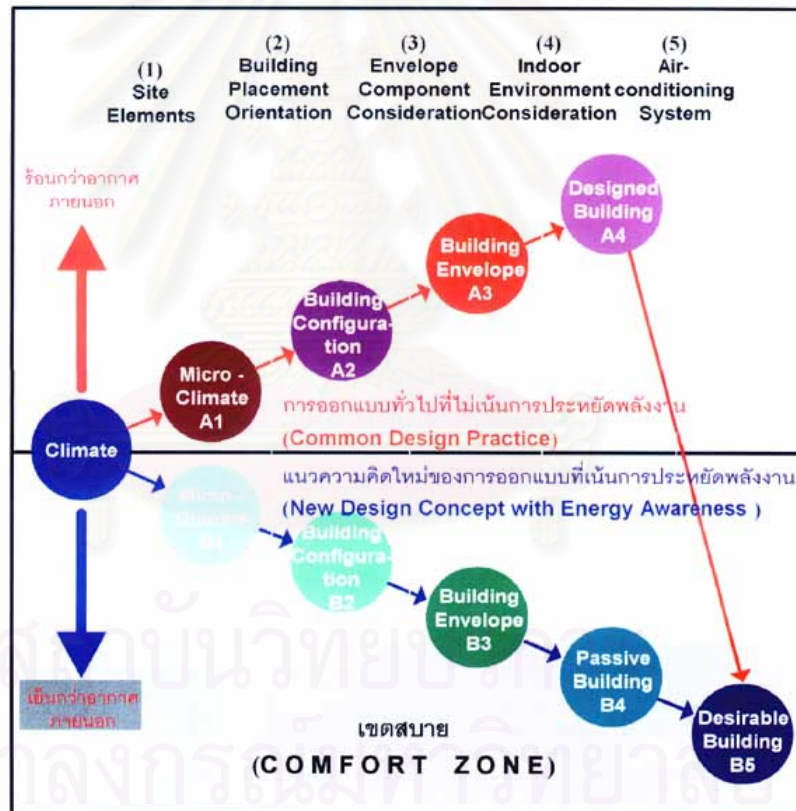 (1)
Site
Elements
(2)
Building
Placement
Orientation
(3)
Envelope
Component
Consideration
(4)
Indoor
Environment
Consideration
(5)
Air-
conditioning
System
ร้อนกว่าอากาศ
ภายนอก
Designed
Building
A4
Building
Envelope
A3
Building
Configura-
tion
A2
Micro -
Climate
A1
การออกแบบทั่วไปที่ไม่เน้นการประหยัดพลังงาน
(Common Design Practice)
Climate
แนวความคิดใหม่ของการออกแบบที่เน้นการประหยัดพลังงาน
(New Design Concept with Energy Awareness )
Micro -
Climate
B1
Building
Configura-
tion
B2
Building
Envelope
B3
Passive
Building
B4
Desirable
Building
B5
เย็นกว่าอากาศ
ภายนอก
เขตสบาย
(COMFORT ZONE)